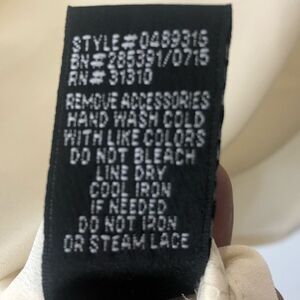 STYLE# 0489315
BN# 285391/0715
RN# 31310
REMOVE ACCESSORIES
HAND WASH COLD
WITH LIKE COLORS
DO NOT BLEACH
LINE DRY
COOL IRON
IF NEEDED
DO NOT IRON
OR STEAM LACE